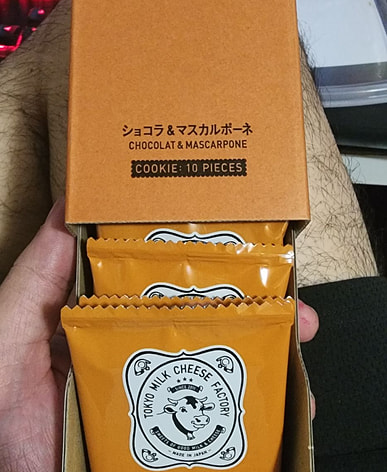 ショコラ&マスカルポーネ
CHOCOLAT & MASCARPONE
COOKIE: 10 PIECES
TOKYO MILK CHEESE FACTORY
MADE IN JAPAN